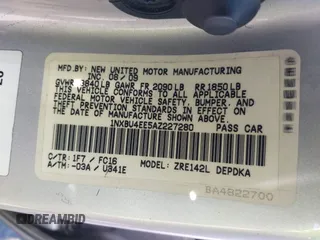 MFD. BY: NEW UNITED MOTOR MANUFACTURING
INC. 08/09
GVWR 3840LB GAWR FR 2090LB RR 1850LB
THIS VEHICLE CONFORMS TO ALL APPLICABLE
FEDERAL MOTOR VEHICLE SAFETY, BUMPER, AND
THEFT PREVENTION STANDARDS IN EFFECT ON
THE DATE OF MANUFACTURE SHOWN ABOVE.
1NXBU4EE5AZ227280 PASS CAR
C/TR: 1F7 / FC16 MODEL: ZRE142L DEPDKA
A/TM: -03A / U341E
BA4B22700
DREAMBID